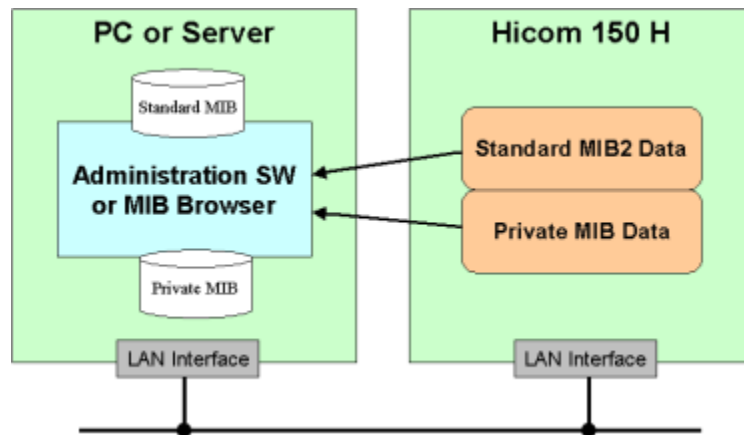 PC or Server
Standard MIB
Administration SW
or MIB Browser
Private MIB
LAN Interface
Hicom 150 H
Standard MIB2 Data
Private MIB Data
LAN Interface